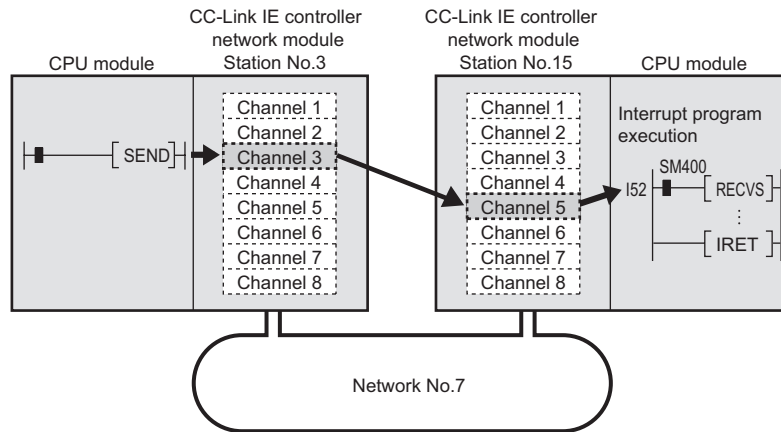 CC-Link IE controller
network module
Station No.3
CC-Link IE controller
network module
Station No.15
CPU module
CPU module
Channel 1
Channel 2
Channel 3
Channel 4
Channel 5
Channel 6
Channel 7
Channel 8
SEND
Channel 1
Channel 2
Channel 3
Channel 4
Channel 5
Channel 6
Channel 7
Channel 8
Interrupt program
execution
SM400
I52
RECVS
IRET
Network No.7